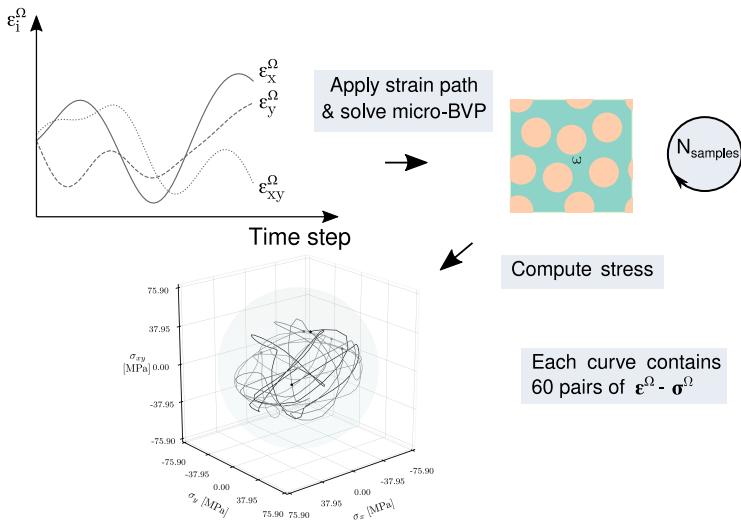 ε_i^Ω
ε_x^Ω
ε_y^Ω
ε_xy^Ω
Time step
Apply strain path
& solve micro-BVP
ω
N_samples
Compute stress
Each curve contains
60 pairs of ε^Ω - σ^Ω
75.90
37.95
σ_xy
[MPa]
0.00
-37.95
-75.90
-75.90
-37.95
0.00
37.95
75.90
σ_y [MPa]
75.90
37.95
0.00
-37.95
-75.90
σ_x [MPa]